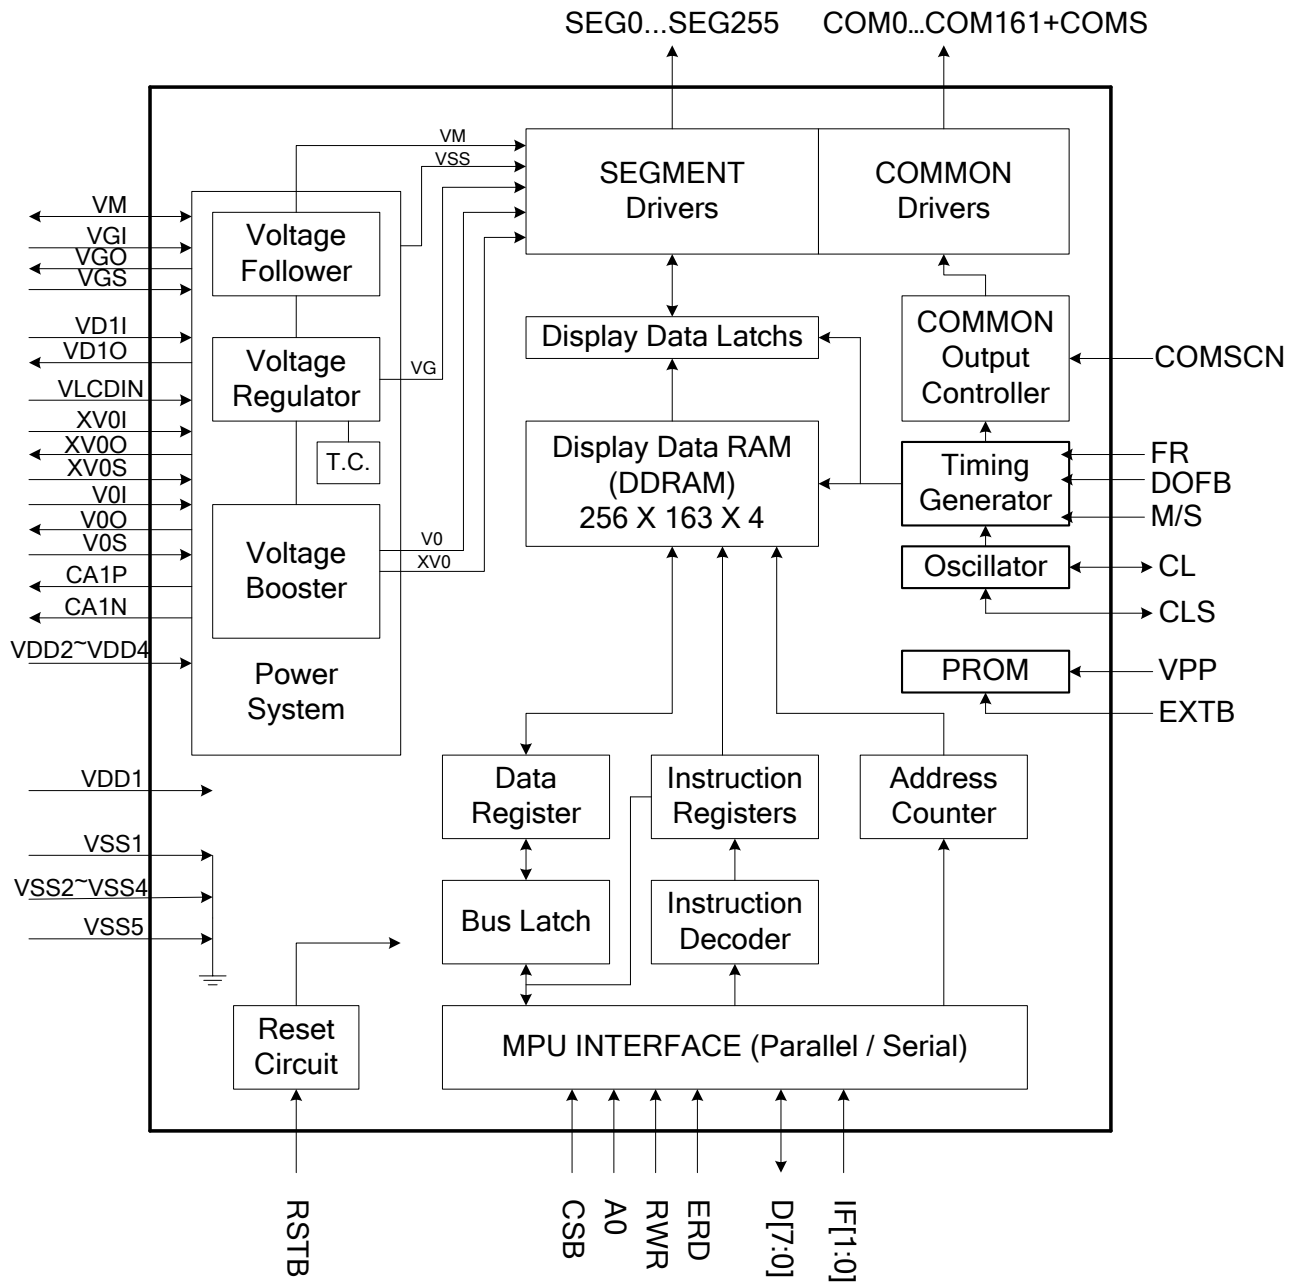 SEG0...SEG255
COM0...COM161+COMS
VM
VSS
SEGMENT
Drivers
COMMON
Drivers
VM
VGI
VGO
VGS
VD1I
VD1O
VLCDIN
XV0I
XV0O
XV0S
V0I
V0O
V0S
CA1P
CA1N
VDD2~VDD4
Voltage
Follower
Voltage
Regulator
VG
T.C.
Voltage
Booster
V0
XV0
Power
System
Display Data Latchs
COMMON
Output
Controller
COMSCN
Display Data RAM
(DDRAM)
256 X 163 X 4
Timing
Generator
FR
DOFB
M/S
Oscillator
CL
CLS
PROM
VPP
EXTB
VDD1
VSS1
VSS2~VSS4
VSS5
Data
Register
Instruction
Registers
Address
Counter
Bus Latch
Instruction
Decoder
Reset
Circuit
MPU INTERFACE (Parallel / Serial)
RSTB
CSB
A0
RWR
ERD
D[7:0]
IF[1:0]